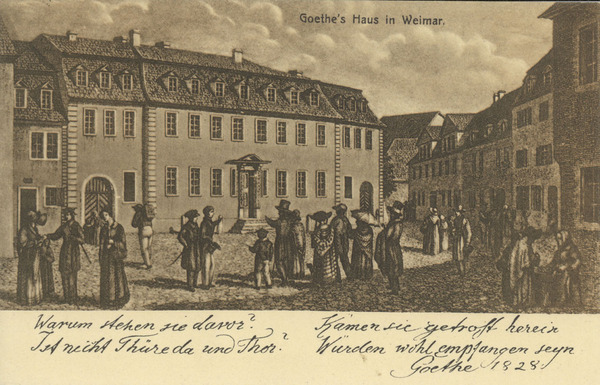 Goethe's Haus in Weimar.
Warum stehen sie davor?
Ist nicht Thüre da und Thor?
Kämen sie getrost herein
Würden wohl empfangen seyn
Goethe 1828.